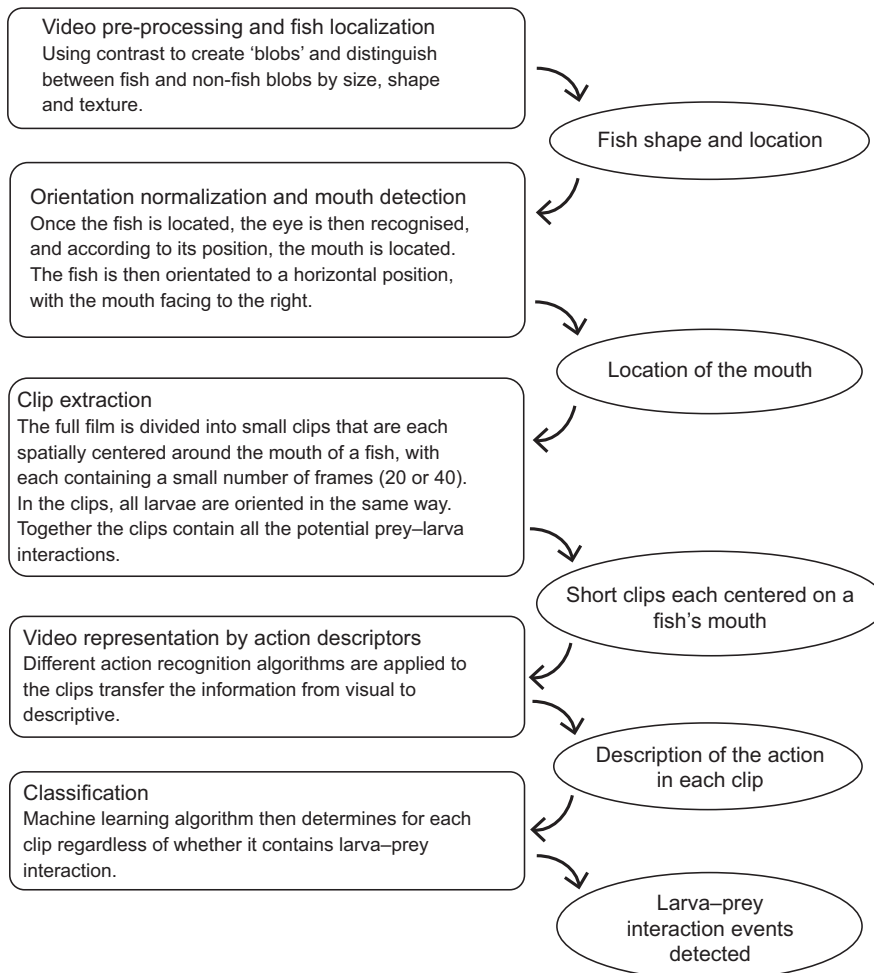 Video pre-processing and fish localization
Using contrast to create ‘blobs’ and distinguish
between fish and non-fish blobs by size, shape
and texture.
Fish shape and location
Orientation normalization and mouth detection
Once the fish is located, the eye is then recognised,
and according to its position, the mouth is located.
The fish is then orientated to a horizontal position,
with the mouth facing to the right.
Location of the mouth
Clip extraction
The full film is divided into small clips that are each
spatially centered around the mouth of a fish, with
each containing a small number of frames (20 or 40).
In the clips, all larvae are oriented in the same way.
Together the clips contain all the potential prey–larva
interactions.
Short clips each centered on a
fish’s mouth
Video representation by action descriptors
Different action recognition algorithms are applied to
the clips transfer the information from visual to
descriptive.
Description of the action
in each clip
Classification
Machine learning algorithm then determines for each
clip regardless of whether it contains larva–prey
interaction.
Larva–prey
interaction events
detected